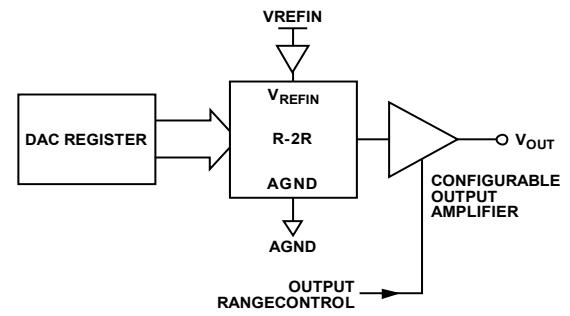 VREFIN
DAC REGISTER
VREFIN
R-2R
AGND
AGND
VOUT
CONFIGURABLE
OUTPUT
AMPLIFIER
OUTPUT
RANGECONTROL